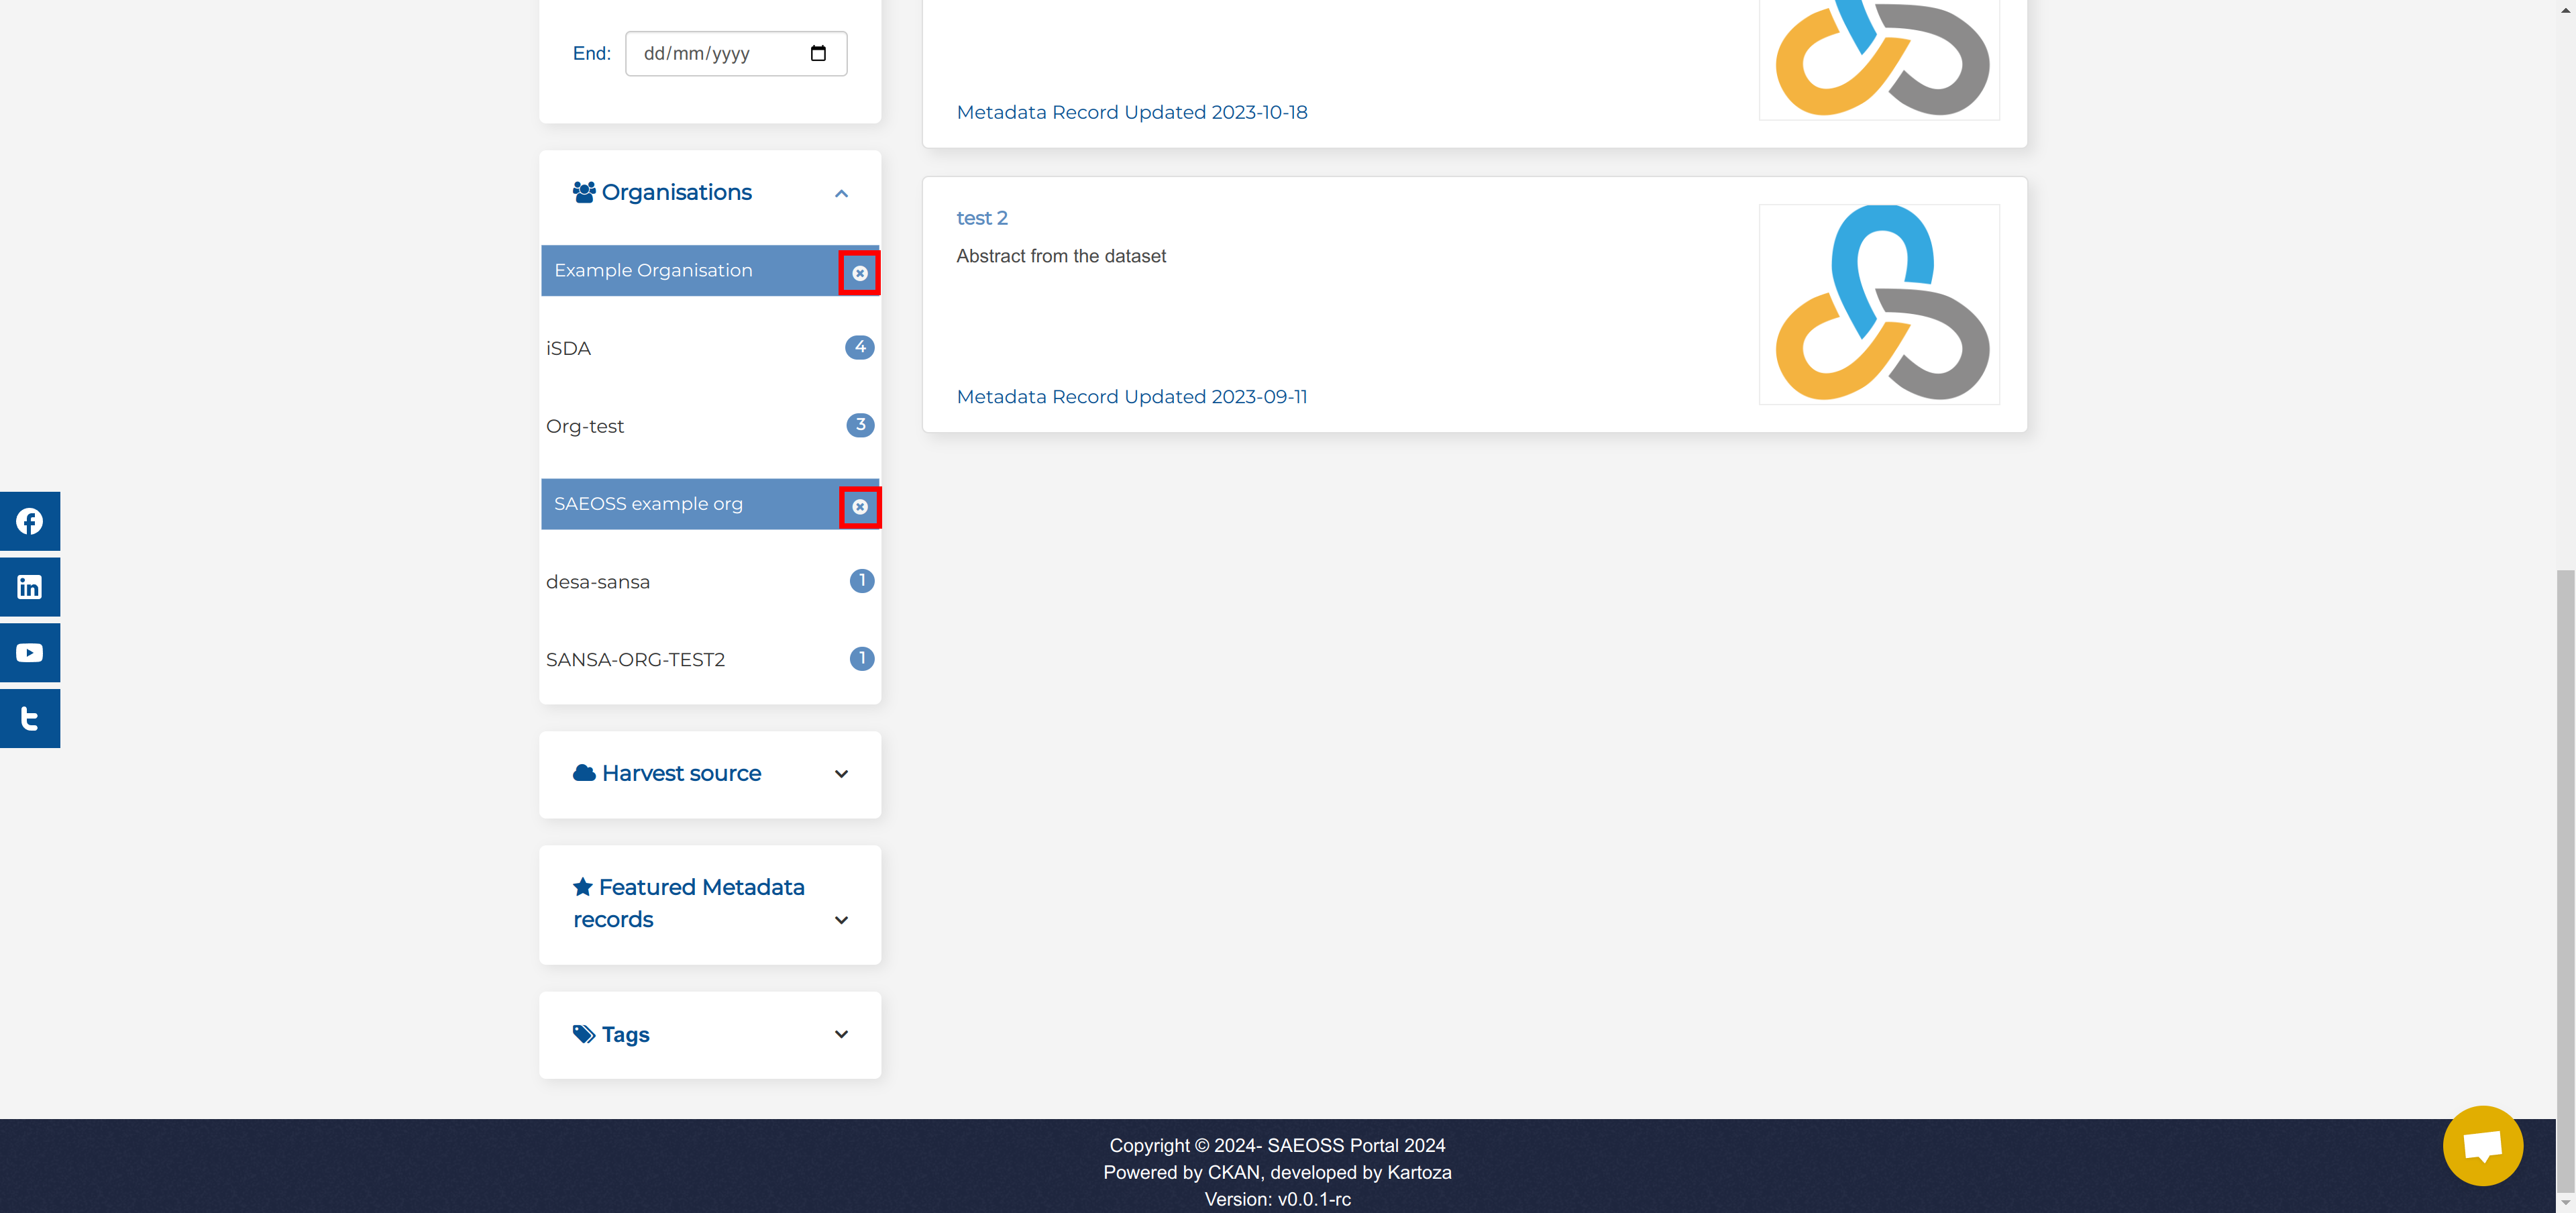 End: dd/mm/yyyy
Organisations
Example Organisation
iSDA 4
Org-test 3
SAEOSS example org
desa-sansa 1
SANSA-ORG-TEST2 1
Harvest source
Featured Metadata
records
Tags
Metadata Record Updated 2023-10-18
test 2
Abstract from the dataset
Metadata Record Updated 2023-09-11
Copyright © 2024- SAEOSS Portal 2024
Powered by CKAN, developed by Kartoza
Version: v0.0.1-rc